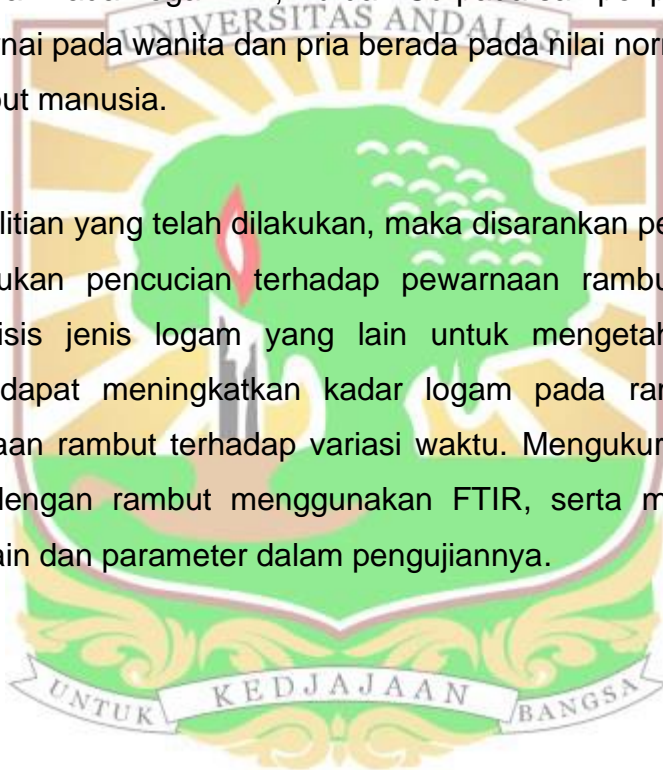 UNIVERSITAS ANDALAS
nai pada wanita dan pria berada pada nilai nor
but manusia.
litian yang telah dilakukan, maka disarankan pe
ukan pencucian terhadap pewarnaan rambu
isis jenis logam yang lain untuk mengetah
dapat meningkatkan kadar logam pada ra
aan rambut terhadap variasi waktu. Mengukur
dengan rambut menggunakan FTIR, serta m
ain dan parameter dalam pengujiannya.
UNTUK KEDJAJAAN BANGSA